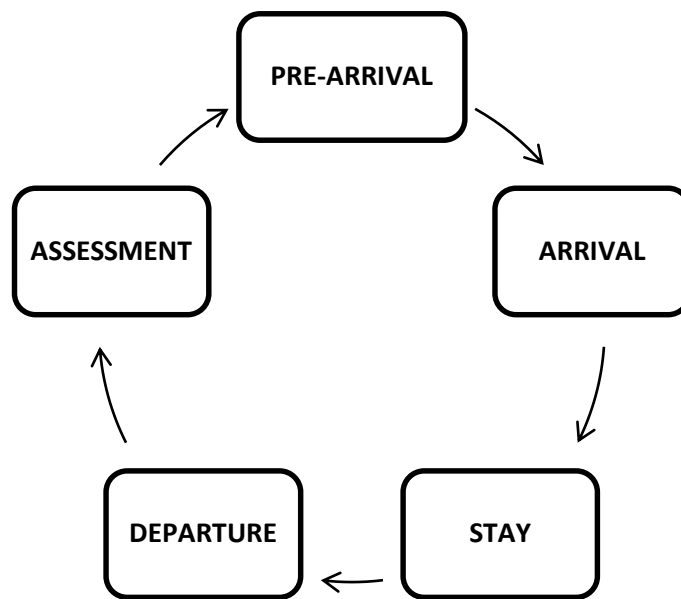 PRE-ARRIVAL
ARRIVAL
STAY
DEPARTURE
ASSESSMENT